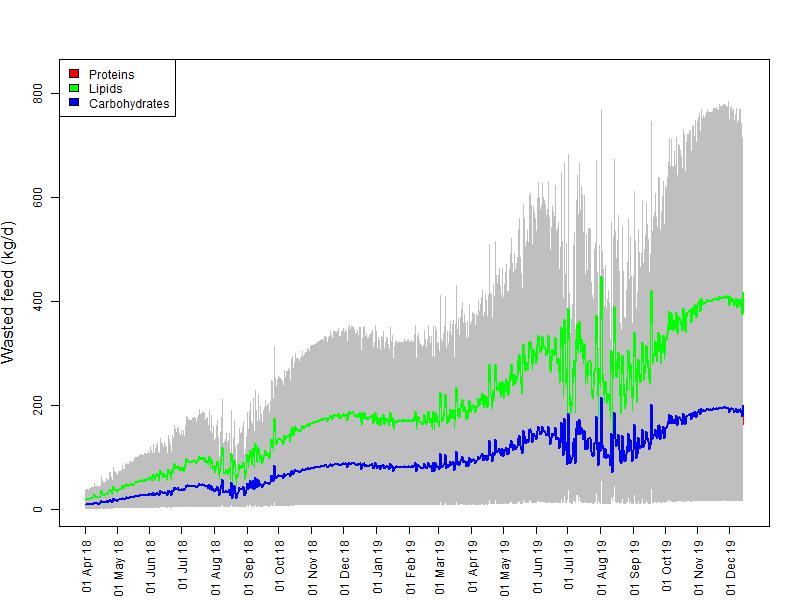 Proteins
Lipids
Carbohydrates
Wasted feed (kg/d)
800
600
400
200
0
01 Apr 18
01 May 18
01 Jun 18
01 Jul 18
01 Aug 18
01 Sep 18
01 Oct 18
01 Nov 18
01 Dec 18
01 Jan 19
01 Feb 19
01 Mar 19
01 Apr 19
01 May 19
01 Jun 19
01 Jul 19
01 Aug 19
01 Sep 19
01 Oct 19
01 Nov 19
01 Dec 19